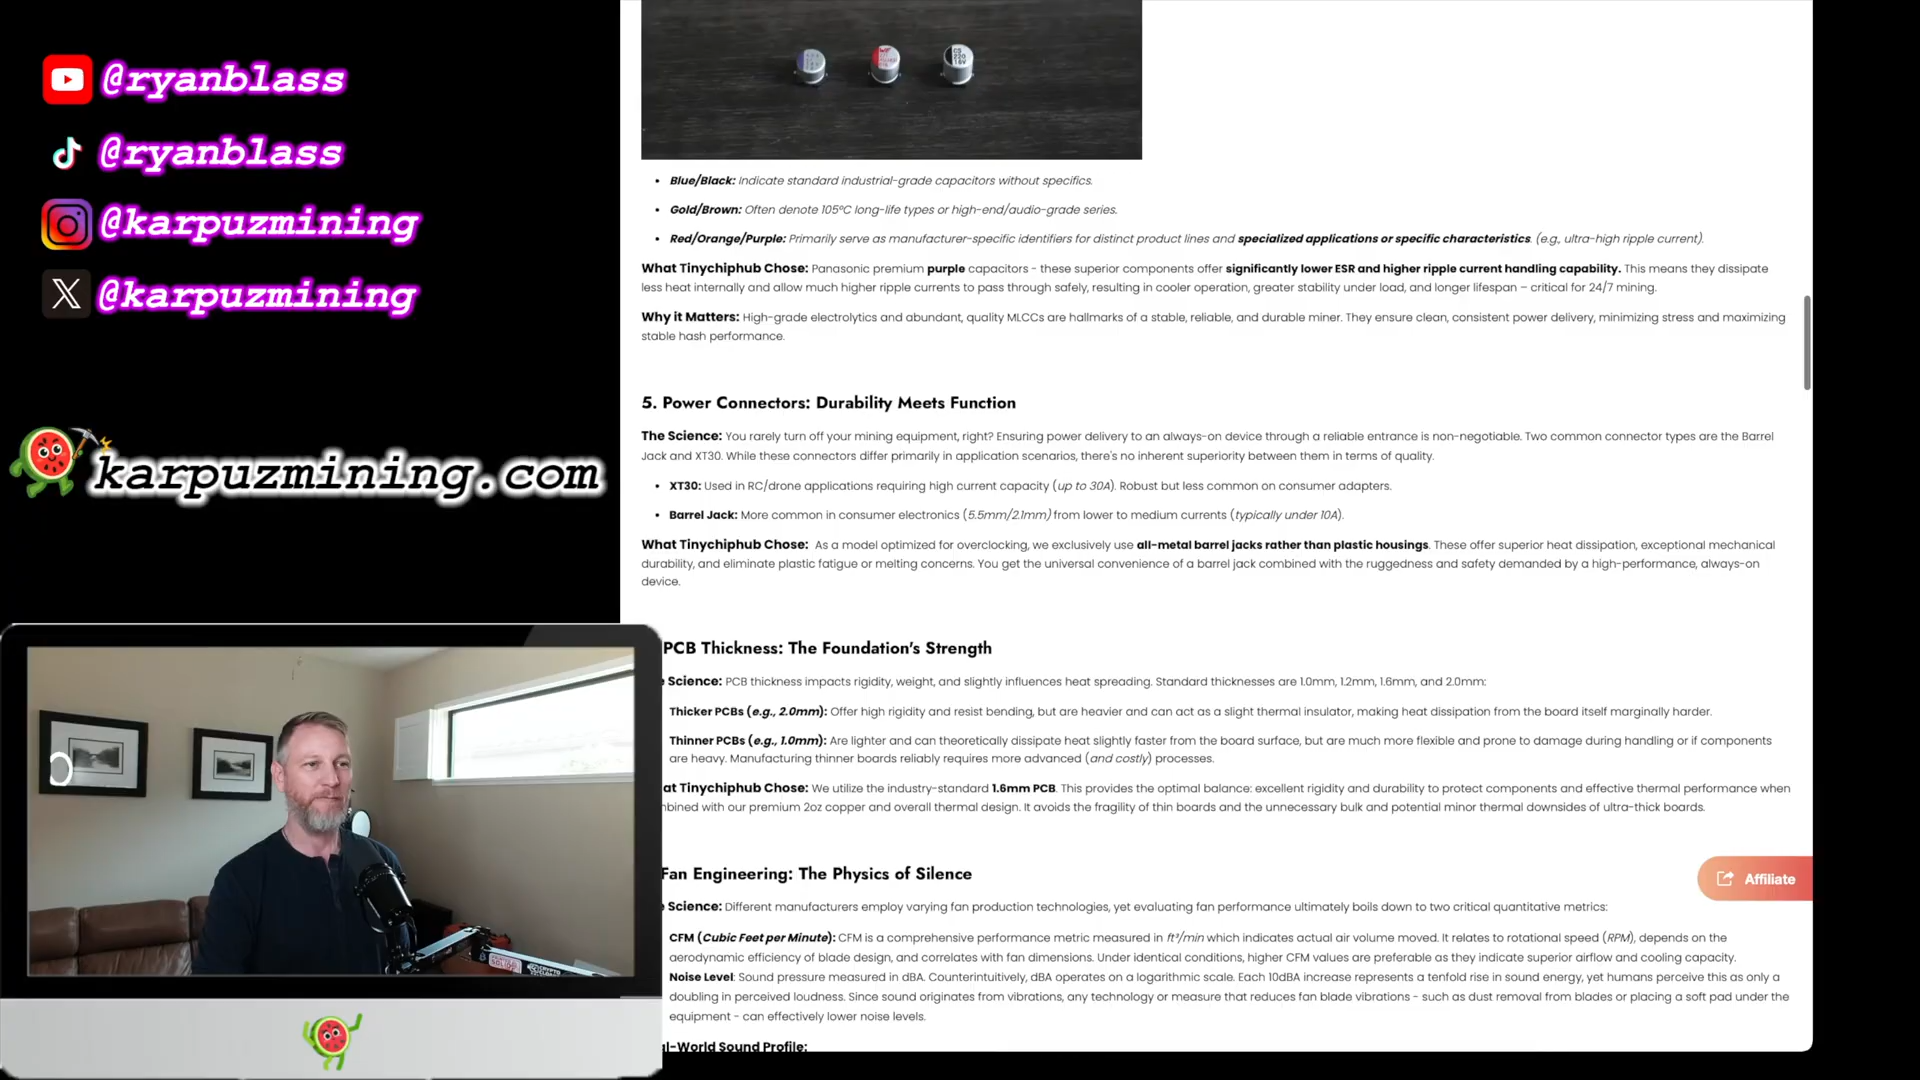 @ryanblass
@ryanblass
@karpuzmining
@karpuzmining
karpuzmining.com
CS
220
16V
• Blue/Black: Indicate standard industrial-grade capacitors without specifics.
• Gold/Brown: Often denote 105°C long-life types or high-end/audio-grade series.
• Red/Orange/Purple: Primarily serve as manufacturer-specific identifiers for distinct product lines and specialized applications or specific characteristics. (e.g., ultra-high ripple current).
What Tinychiphub Chose: Panasonic premium purple capacitors - these superior components offer significantly lower ESR and higher ripple current handling capability. This means they dissipate
less heat internally and allow much higher ripple currents to pass through safely, resulting in cooler operation, greater stability under load, and longer lifespan – critical for 24/7 mining.
Why it Matters: High-grade electrolytics and abundant, quality MLCCs are hallmarks of a stable, reliable, and durable miner. They ensure clean, consistent power delivery, minimizing stress and maximizing
stable hash performance.
5. Power Connectors: Durability Meets Function
The Science: You rarely turn off your mining equipment, right? Ensuring power delivery to an always-on device through a reliable entrance is non-negotiable. Two common connector types are the Barrel
Jack and XT30. While these connectors differ primarily in application scenarios, there's no inherent superiority between them in terms of quality.
• XT30: Used in RC/drone applications requiring high current capacity (up to 30A). Robust but less common on consumer adapters.
• Barrel Jack: More common in consumer electronics (5.5mm/2.1mm) from lower to medium currents (typically under 10A).
What Tinychiphub Chose: As a model optimized for overclocking, we exclusively use all-metal barrel jacks rather than plastic housings. These offer superior heat dissipation, exceptional mechanical
durability, and eliminate plastic fatigue or melting concerns. You get the universal convenience of a barrel jack combined with the ruggedness and safety demanded by a high-performance, always-on
device.
PCB Thickness: The Foundation's Strength
e Science: PCB thickness impacts rigidity, weight, and slightly influences heat spreading. Standard thicknesses are 1.0mm, 1.2mm, 1.6mm, and 2.0mm:
Thicker PCBs (e.g., 2.0mm): Offer high rigidity and resist bending, but are heavier and can act as a slight thermal insulator, making heat dissipation from the board itself marginally harder.
Thinner PCBs (e.g., 1.0mm): Are lighter and can theoretically dissipate heat slightly faster from the board surface, but are much more flexible and prone to damage during handling or if components
are heavy. Manufacturing thinner boards reliably requires more advanced (and costly) processes.
at Tinychiphub Chose: We utilize the industry-standard 1.6mm PCB. This provides the optimal balance: excellent rigidity and durability to protect components and effective thermal performance when
mbined with our premium 2oz copper and overall thermal design. It avoids the fragility of thin boards and the unnecessary bulk and potential minor thermal downsides of ultra-thick boards.
Fan Engineering: The Physics of Silence
e Science: Different manufacturers employ varying fan production technologies, yet evaluating fan performance ultimately boils down to two critical quantitative metrics:
CFM (Cubic Feet per Minute): CFM is a comprehensive performance metric measured in ft³/min which indicates actual air volume moved. It relates to rotational speed (RPM), depends on the
aerodynamic efficiency of blade design, and correlates with fan dimensions. Under identical conditions, higher CFM values are preferable as they indicate superior airflow and cooling capacity.
Noise Level: Sound pressure measured in dBA. Counterintuitively, dBA operates on a logarithmic scale. Each 10dBA increase represents a tenfold rise in sound energy, yet humans perceive this as only a
doubling in perceived loudness. Since sound originates from vibrations, any technology or measure that reduces fan blade vibrations - such as dust removal from blades or placing a soft pad under the
equipment - can effectively lower noise levels.
al-World Sound Profile:
Affiliate